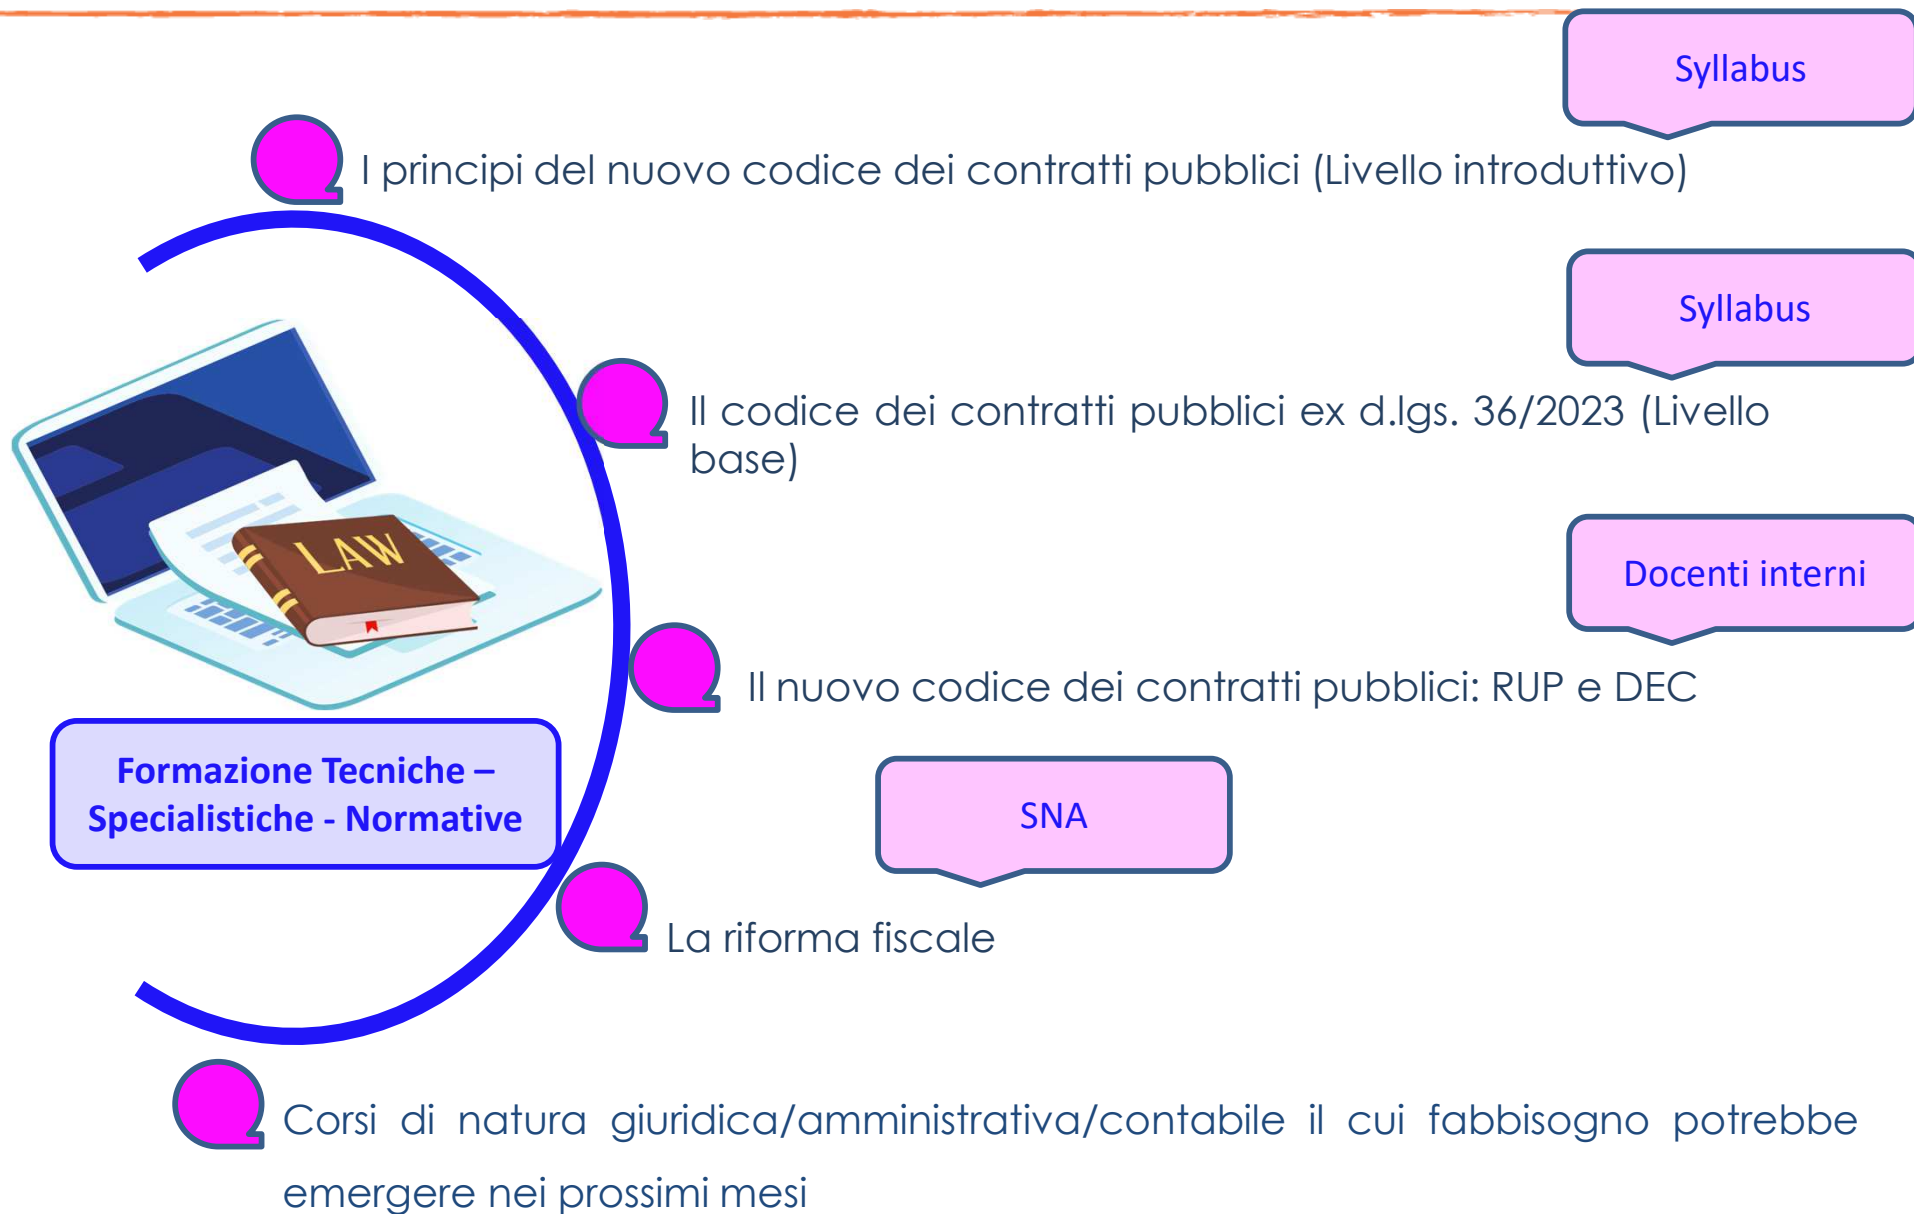 Syllabus
I principi del nuovo codice dei contratti pubblici (Livello introduttivo)
Syllabus
Il codice dei contratti pubblici ex d.lgs. 36/2023 (Livello
base)
Docenti interni
LAW
Il nuovo codice dei contratti pubblici: RUP e DEC
Formazione Tecniche –
Specialistiche - Normative
SNA
La riforma fiscale
Corsi di natura giuridica/amministrativa/contabile il cui fabbisogno potrebbe
emergere nei prossimi mesi